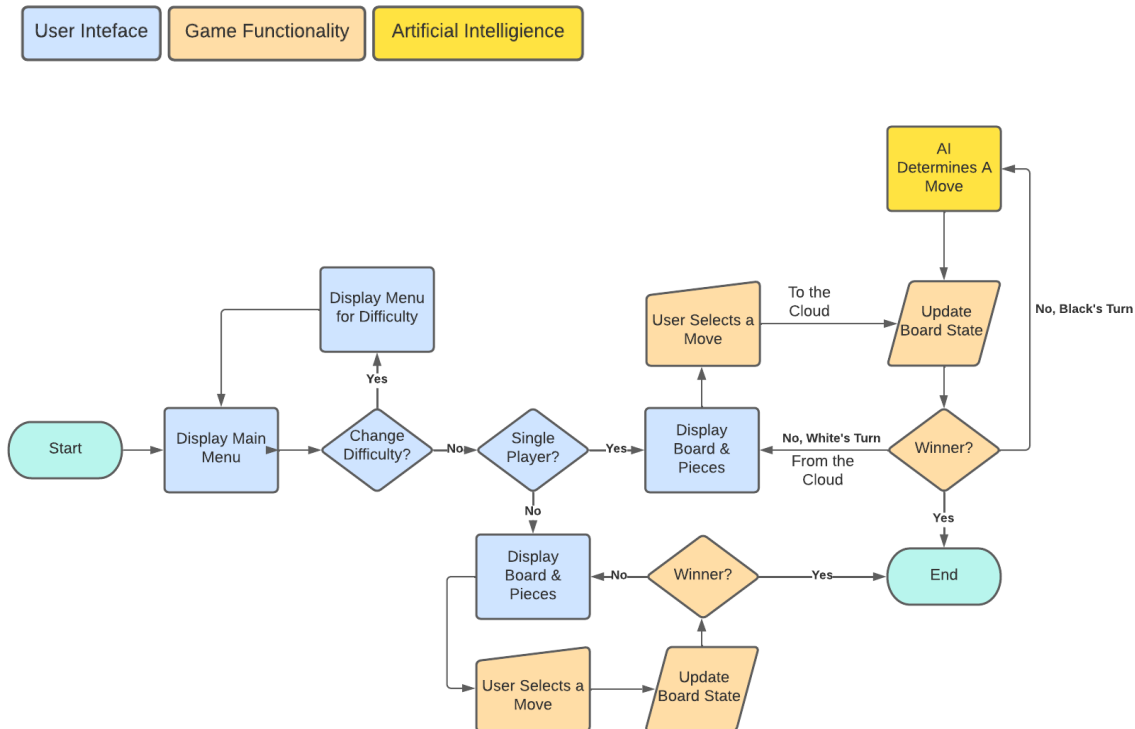 User Inteface
Game Functionality
Artificial Intelligience
AI
Determines A
Move
Display Menu
for Difficulty
User Selects a
Move
To the
Cloud
Update
Board State
No, Black's Turn
Yes
Start
Display Main
Menu
Change
Difficulty?
No
Single
Player?
Yes
Display
Board &
Pieces
No, White's Turn
From the
Cloud
Winner?
No
Yes
Display
Board &
Pieces
No
Winner?
Yes
End
User Selects a
Move
Update
Board State